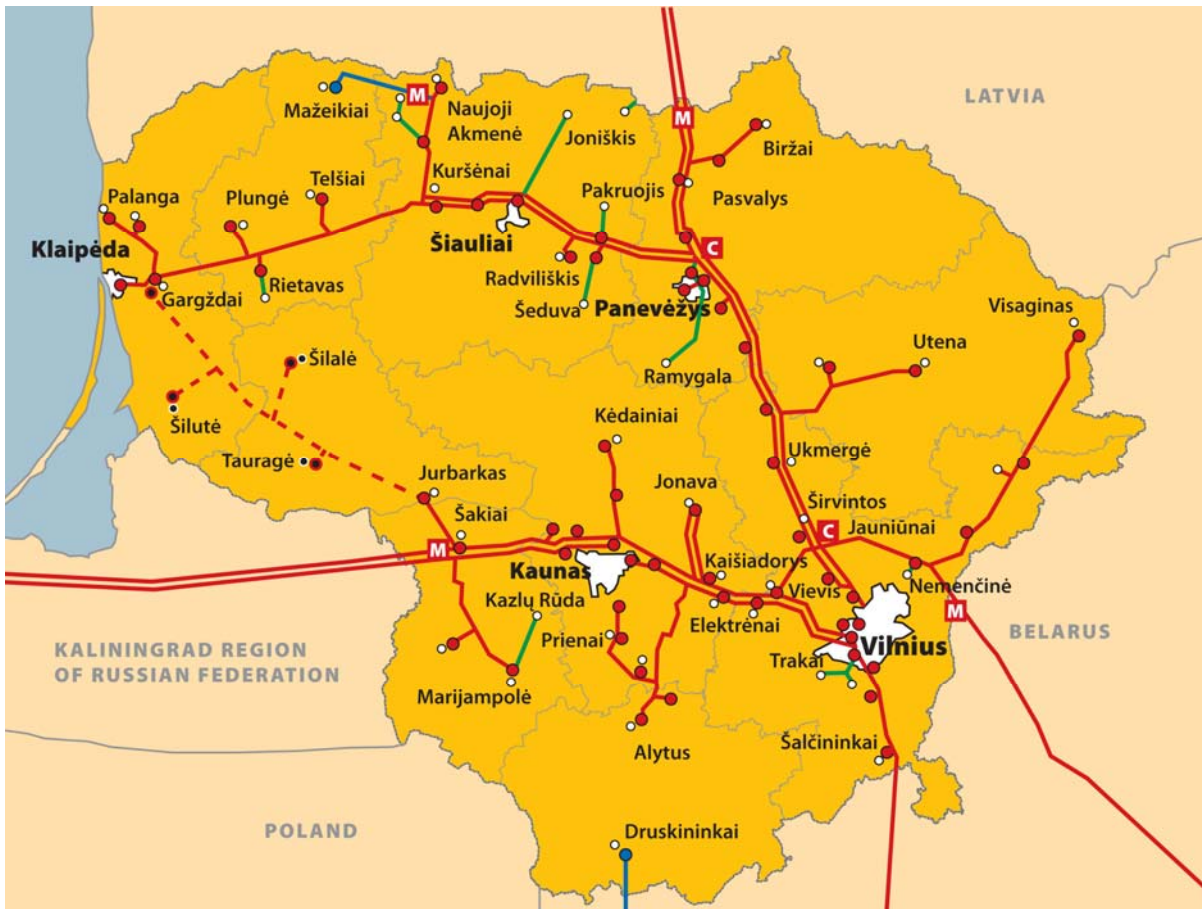 LATVIA
M
Mažeikiai
M
Naujoji
Akmenė
Joniškis
Biržai
Kuršėnai
Telšiai
Plungė
Palanga
Pakruojis
Pasvalys
Klaipėda
Šiauliai
C
Radviliškis
Rietavas
Gargždai
Šeduva
Panevėžys
Visaginas
Utena
Šilalė
Ramygala
Kėdainiai
Šilutė
Tauragė
Ukmergė
Jurbarkas
Jonava
Širvintos
Šakiai
C
Jauniūnai
M
Kaišiadorys
Kaunas
Nemenčinė
Vievis
Kazlų Rūda
M
Elektrėnai
BELARUS
Prienai
Vilnius
KALININGRAD REGION
OF RUSSIAN FEDERATION
Trakai
Marijampolė
Alytus
Šalčininkai
POLAND
Druskininkai